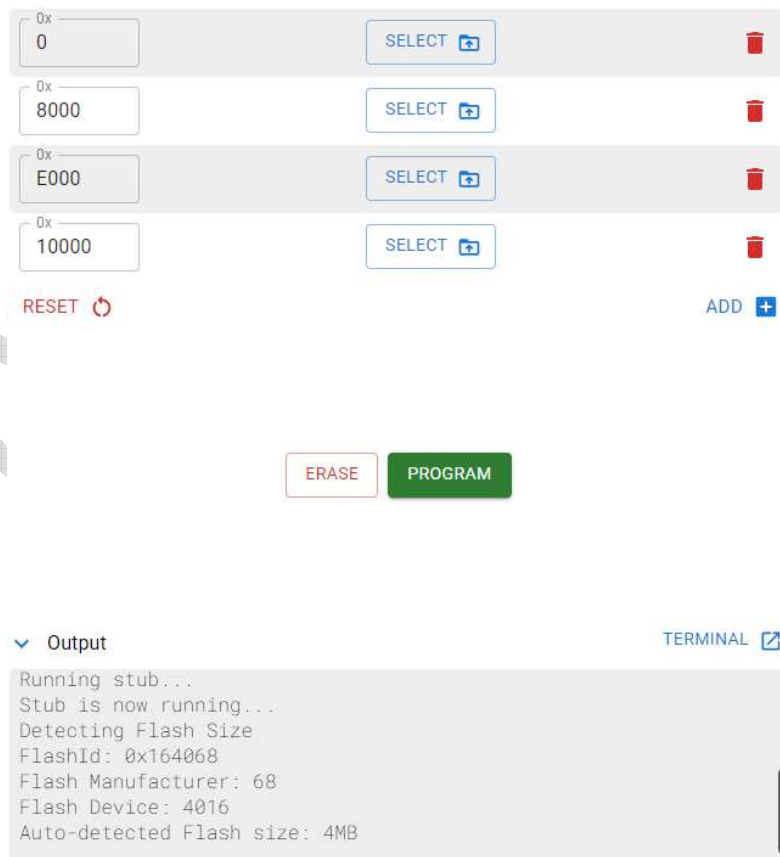 0x
0
SELECT
0x
8000
SELECT
0x
E000
SELECT
0x
10000
SELECT
RESET
ADD
ERASE
PROGRAM
Output
TERMINAL
Running stub...
Stub is now running...
Detecting Flash Size
FlashId: 0x164068
Flash Manufacturer: 68
Flash Device: 4016
Auto-detected Flash size: 4MB